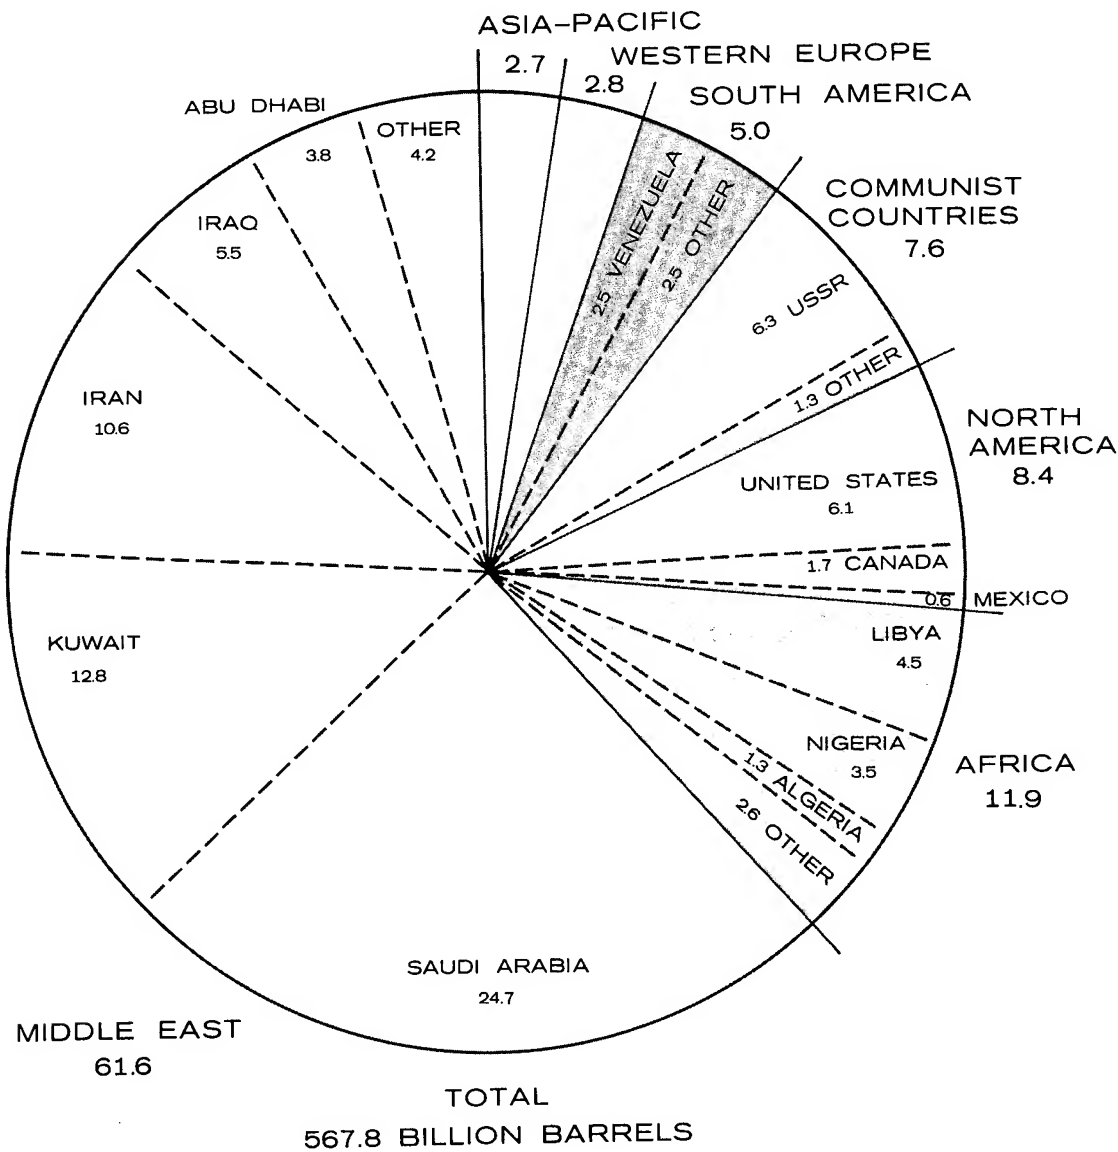 ASIA–PACIFIC
2.7
WESTERN EUROPE
2.8
SOUTH AMERICA
5.0
COMMUNIST
COUNTRIES
7.6
2.5 VENEZUELA
2.5 OTHER
6.3 USSR
1.3 OTHER
NORTH
AMERICA
8.4
UNITED STATES
6.1
1.7 CANADA
0.6 MEXICO
LIBYA
4.5
NIGERIA
3.5
1.3 ALGERIA
2.6 OTHER
AFRICA
11.9
SAUDI ARABIA
24.7
KUWAIT
12.8
IRAN
10.6
IRAQ
5.5
ABU DHABI
3.8
OTHER
4.2
MIDDLE EAST
61.6
TOTAL
567.8 BILLION BARRELS